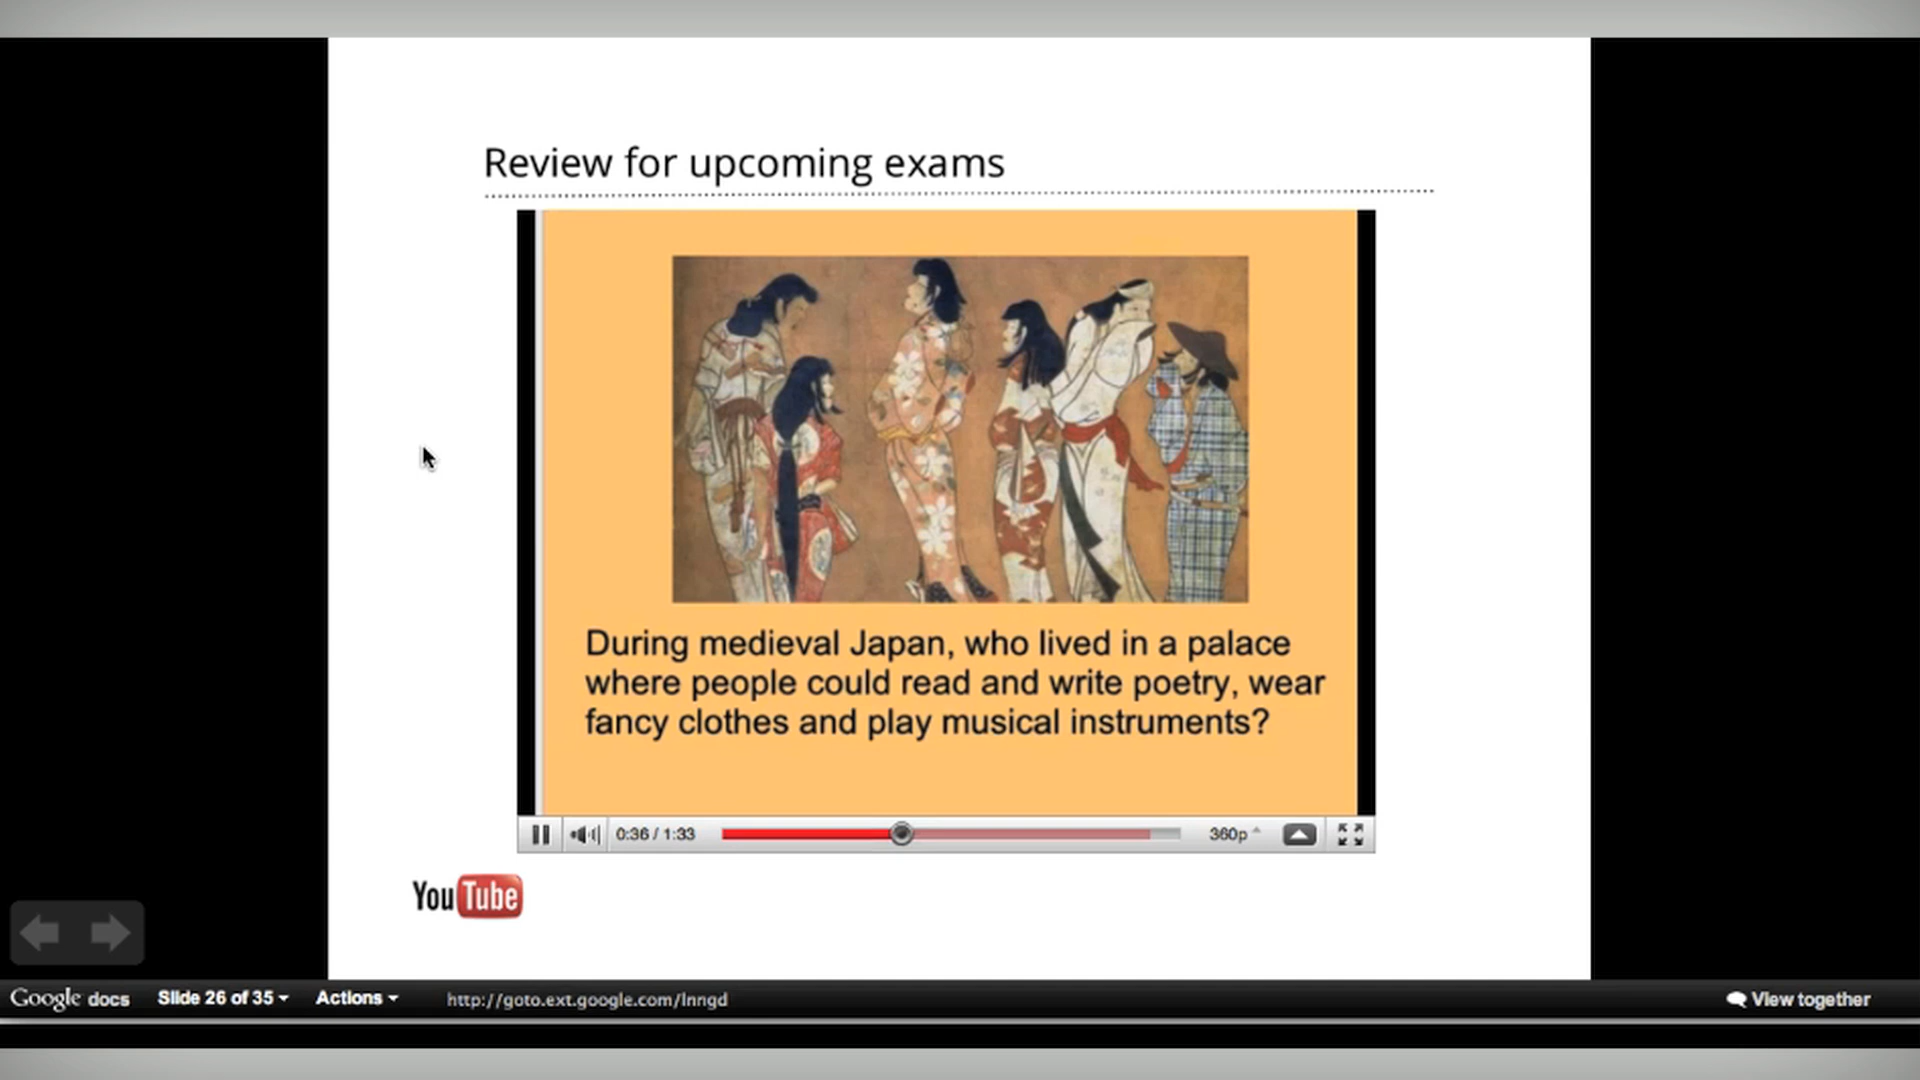 Review for upcoming exams
During medieval Japan, who lived in a palace
where people could read and write poetry, wear
fancy clothes and play musical instruments?
0:36 / 1:33
360p
YouTube
Google docs
Slide 26 of 35
Actions
http://goto.ext.google.com/lnngd
View together